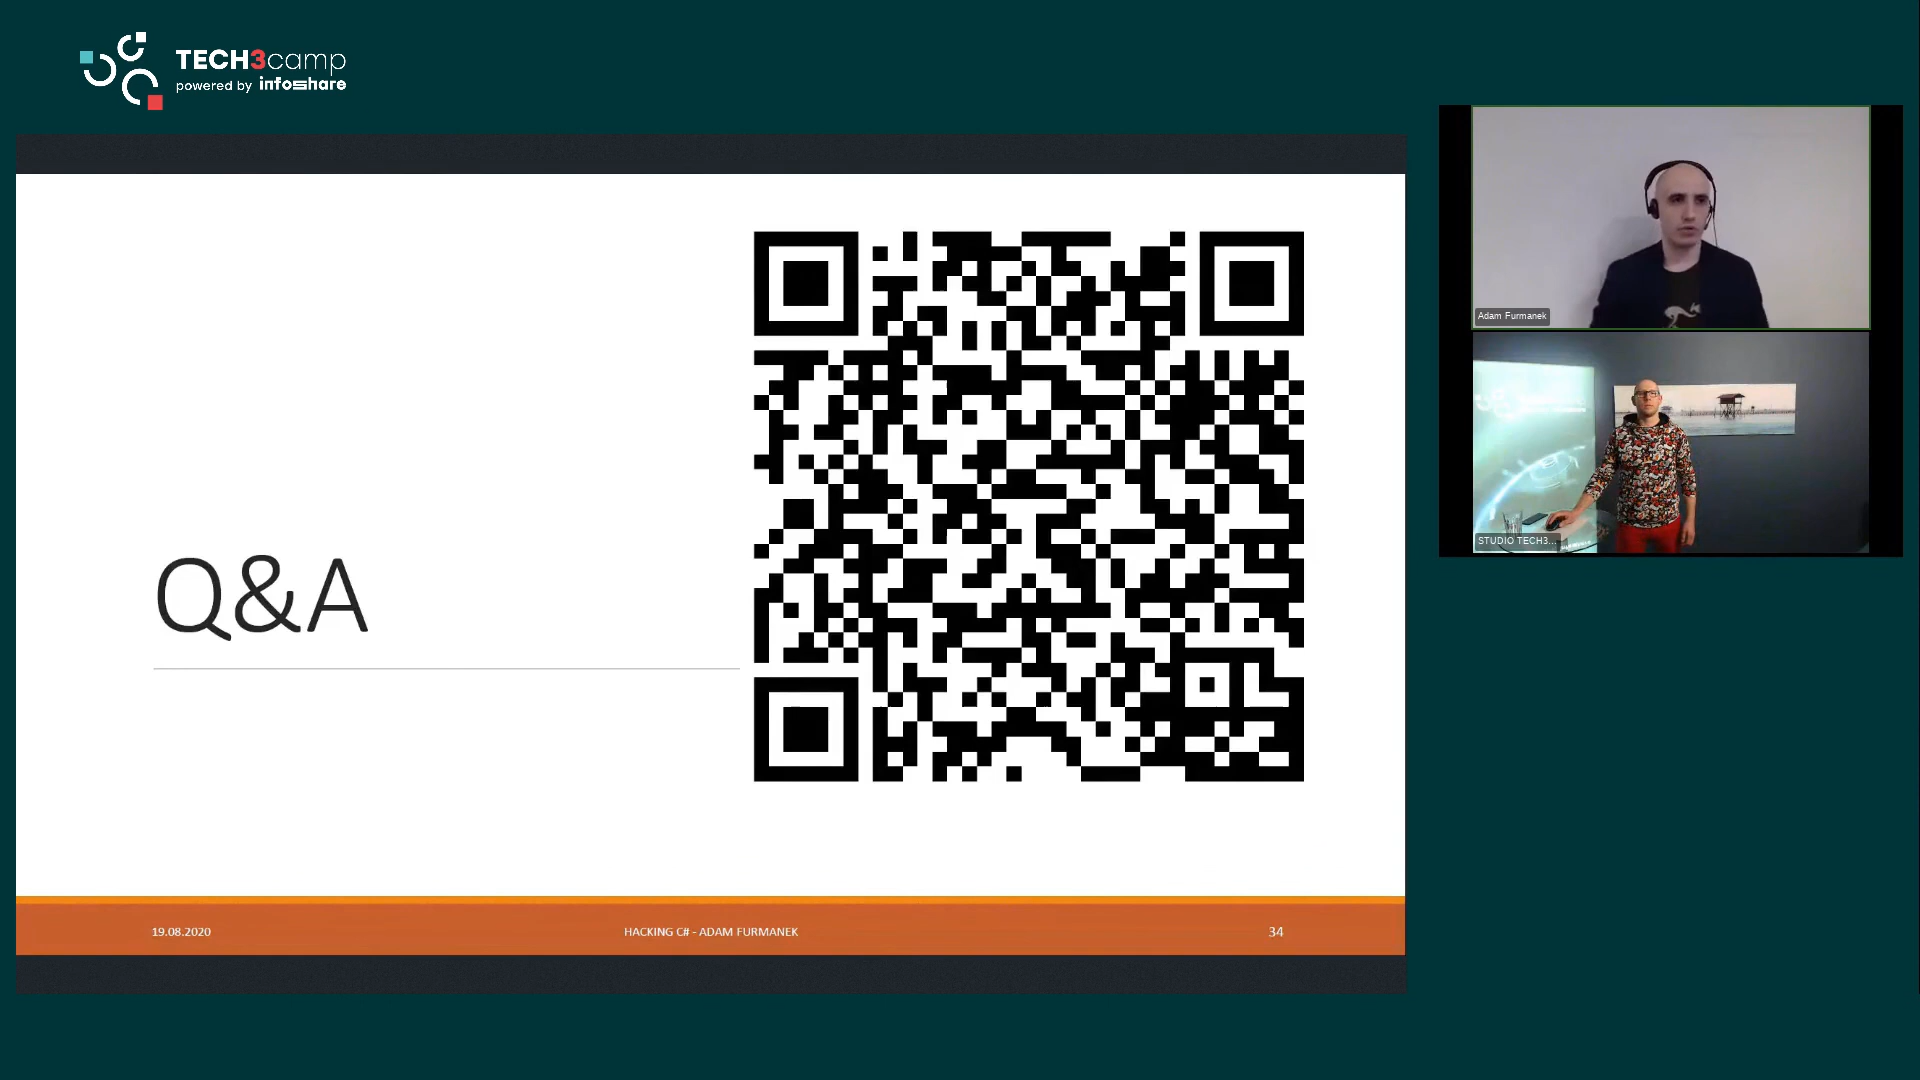 TECH3camp
powered by infoshare
Adam Furmanek
STUDIO TECH3...
Q&A
19.08.2020
HACKING C# - ADAM FURMANEK
34